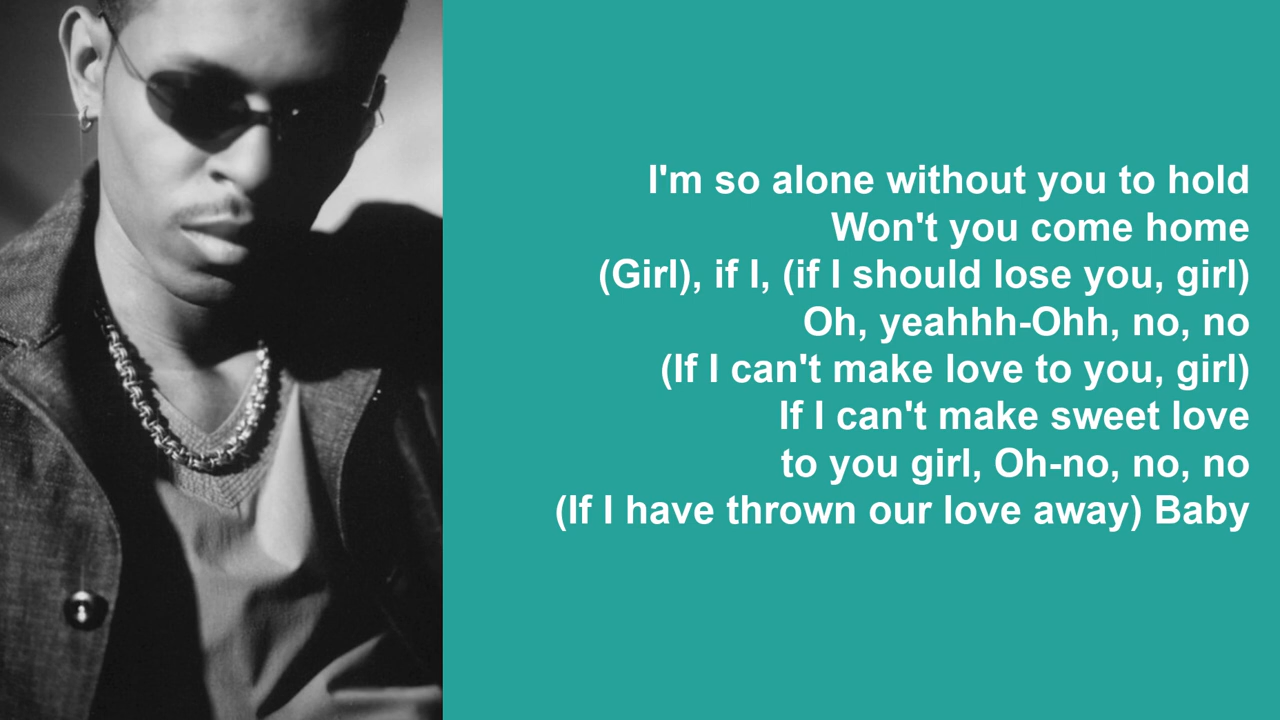 I'm so alone without you to hold
Won't you come home
(Girl), if I, (if I should lose you, girl)
Oh, yeahhh-Ohh, no, no
(If I can't make love to you, girl)
If I can't make sweet love
to you girl, Oh-no, no, no
(If I have thrown our love away) Baby